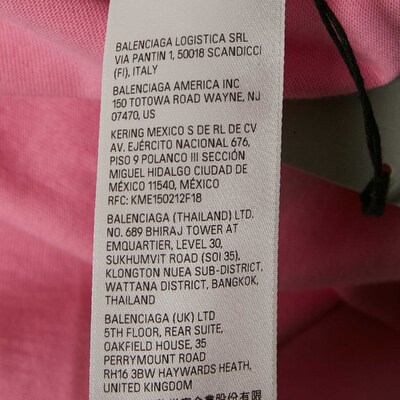 BALENCIAGA LOGISTICA SRL
VIA PANTIN 1, 50018 SCANDICCI
(FI), ITALY
BALENCIAGA AMERICA INC
150 TOTOWA ROAD WAYNE, NJ
07470, US
KERING MEXICO S DE RL DE CV
AV. EJÉRCITO NACIONAL 676,
PISO 9 POLANCO III SECCIÓN
MIGUEL HIDALGO CIUDAD DE
MÉXICO 11540, MÉXICO
RFC: KME150212F18
BALENCIAGA (THAILAND) LTD.
NO. 689 BHIRAJ TOWER AT
EMQUARTIER, LEVEL 30,
SUKHUMVIT ROAD (SOI 35),
KLONGTON NUEA SUB-DISTRICT,
WATTANA DISTRICT, BANGKOK,
THAILAND
BALENCIAGA (UK) LTD
5TH FLOOR, REAR SUITE,
OAKFIELD HOUSE, 35
PERRYMOUNT ROAD
RH16 3BW HAYWARDS HEATH,
UNITED KINGDOM